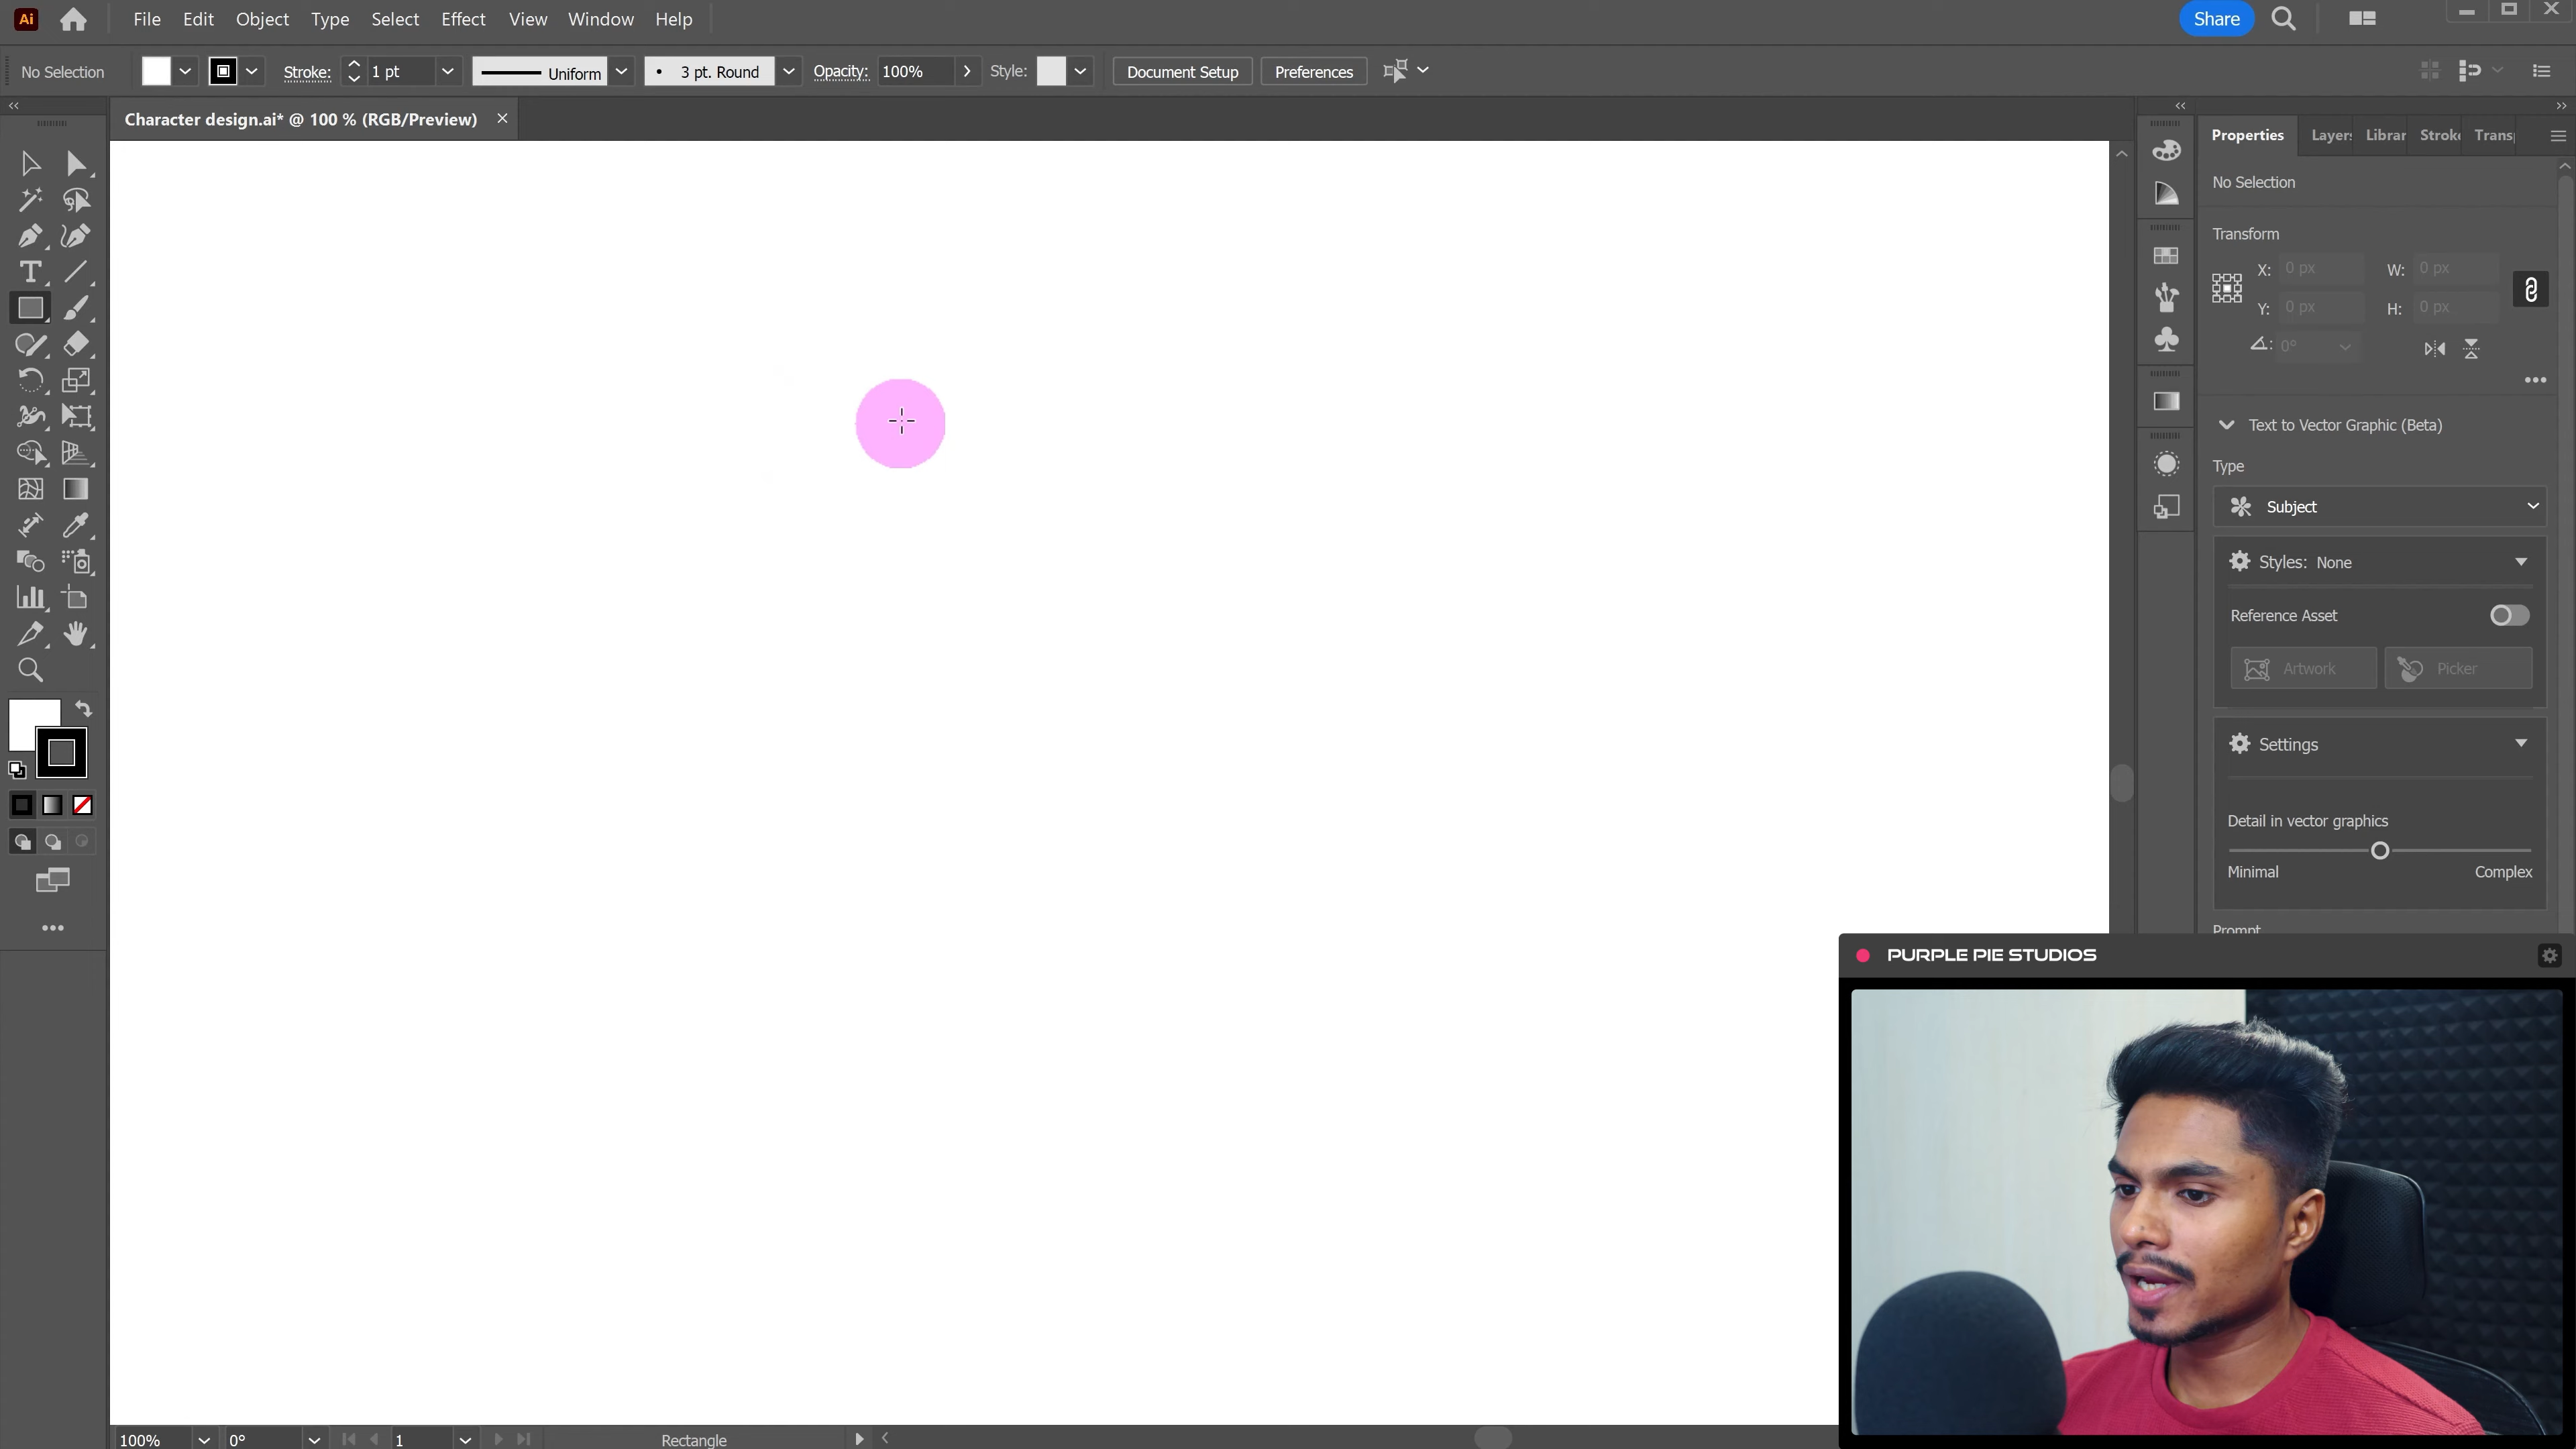 Ai File Edit Object Type Select Effect View Window Help Share
No Selection Stroke: 1 pt Uniform 3 pt. Round Opacity: 100% Style: Document Setup Preferences
Character design.ai* @ 100 % (RGB/Preview)
Properties Layers Librar Stroke Trans
No Selection
Transform
X: 0 px W: 0 px
Y: 0 px H: 0 px
0°
Text to Vector Graphic (Beta)
Type
Subject
Styles: None
Reference Asset
Artwork Picker
Settings
Detail in vector graphics
Minimal Complex
Prompt
PURPLE PIE STUDIOS
100% 0° 1 Rectangle